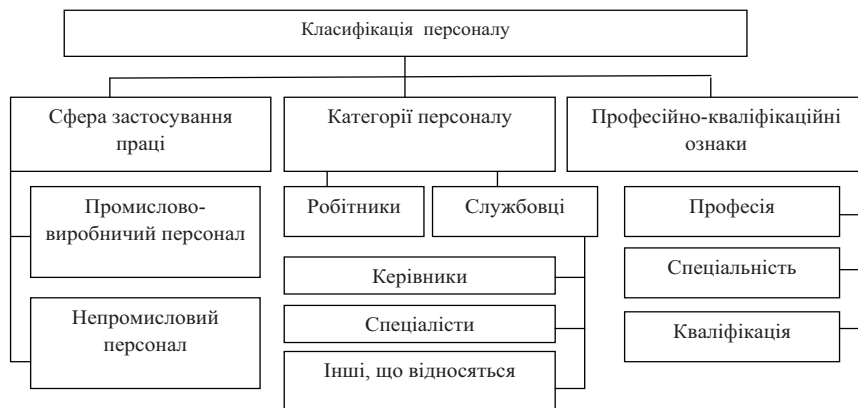 Класифікація персоналу
Сфера застосування
праці
Категорії персоналу
Професійно-кваліфікаційні
ознаки
Промислово-
виробничий персонал
Непромисловий
персонал
Робітники
Службовці
Керівники
Спеціалісти
Інші, що відносяться
Професія
Спеціальність
Кваліфікація